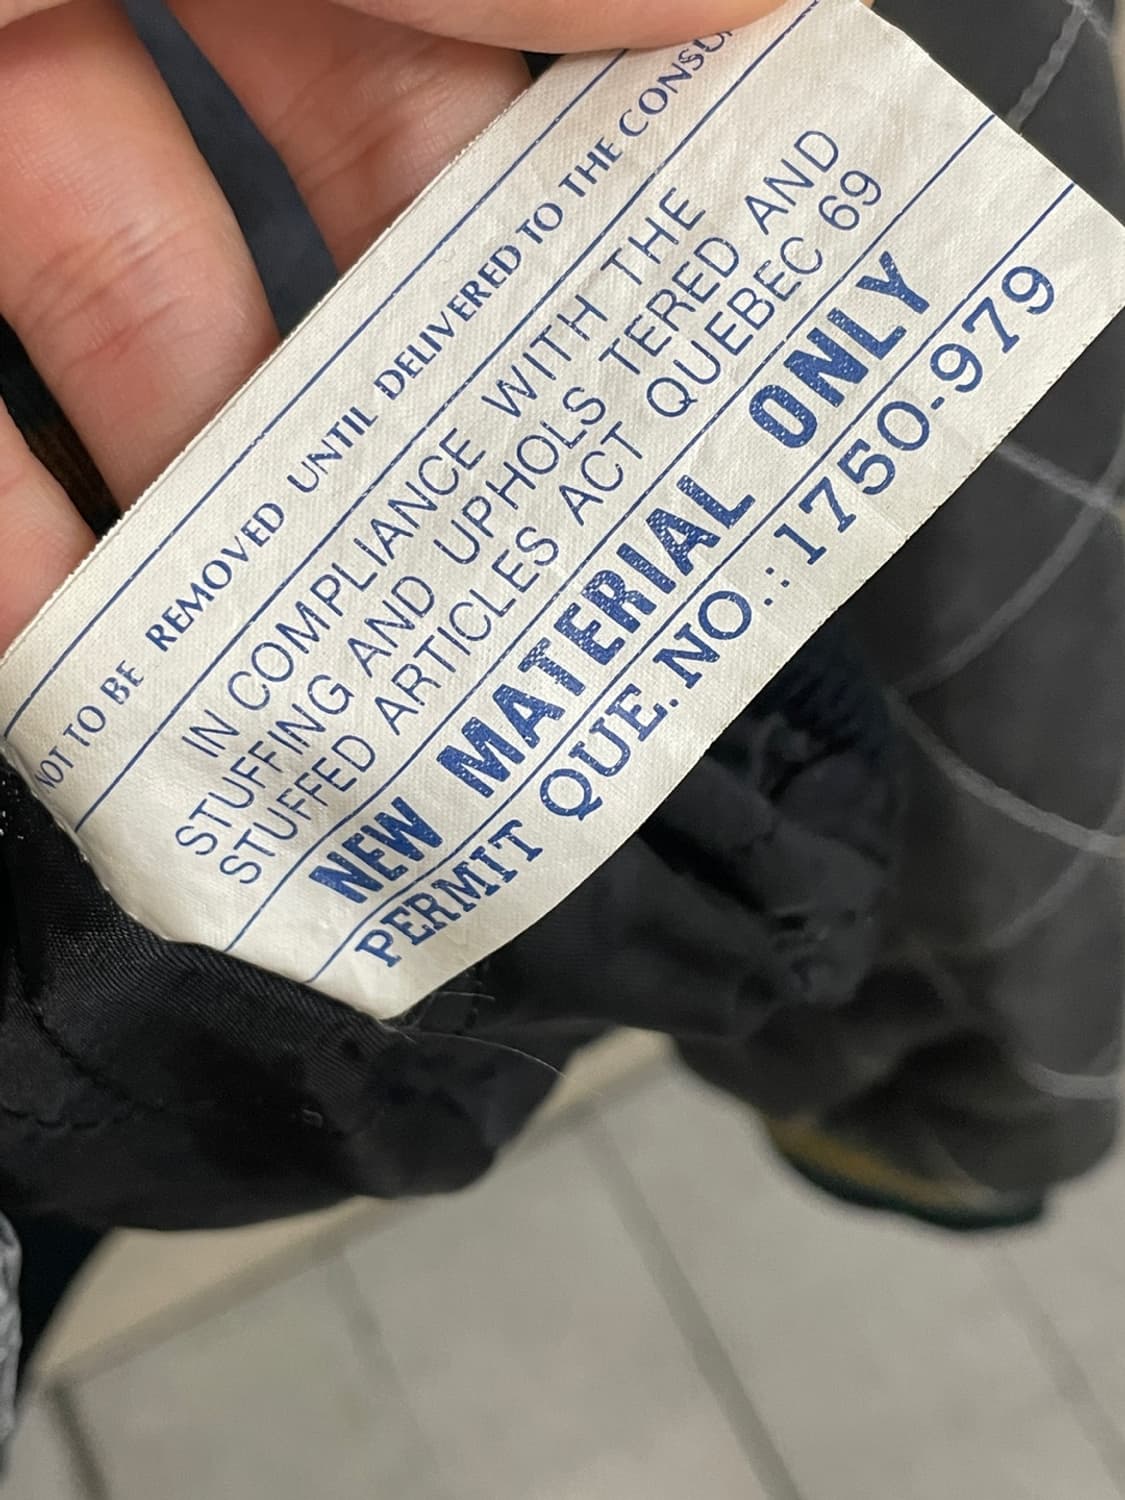 NOT TO BE REMOVED UNTIL DELIVERED TO THE
IN COMPLIANCE WITH THE
STUFFING AND UPHOLS TERED AND
STUFFED ARTICLES ACT QUEBEC 69
NEW MATERIAL ONLY
PERMIT QUE.NO.:1750-979